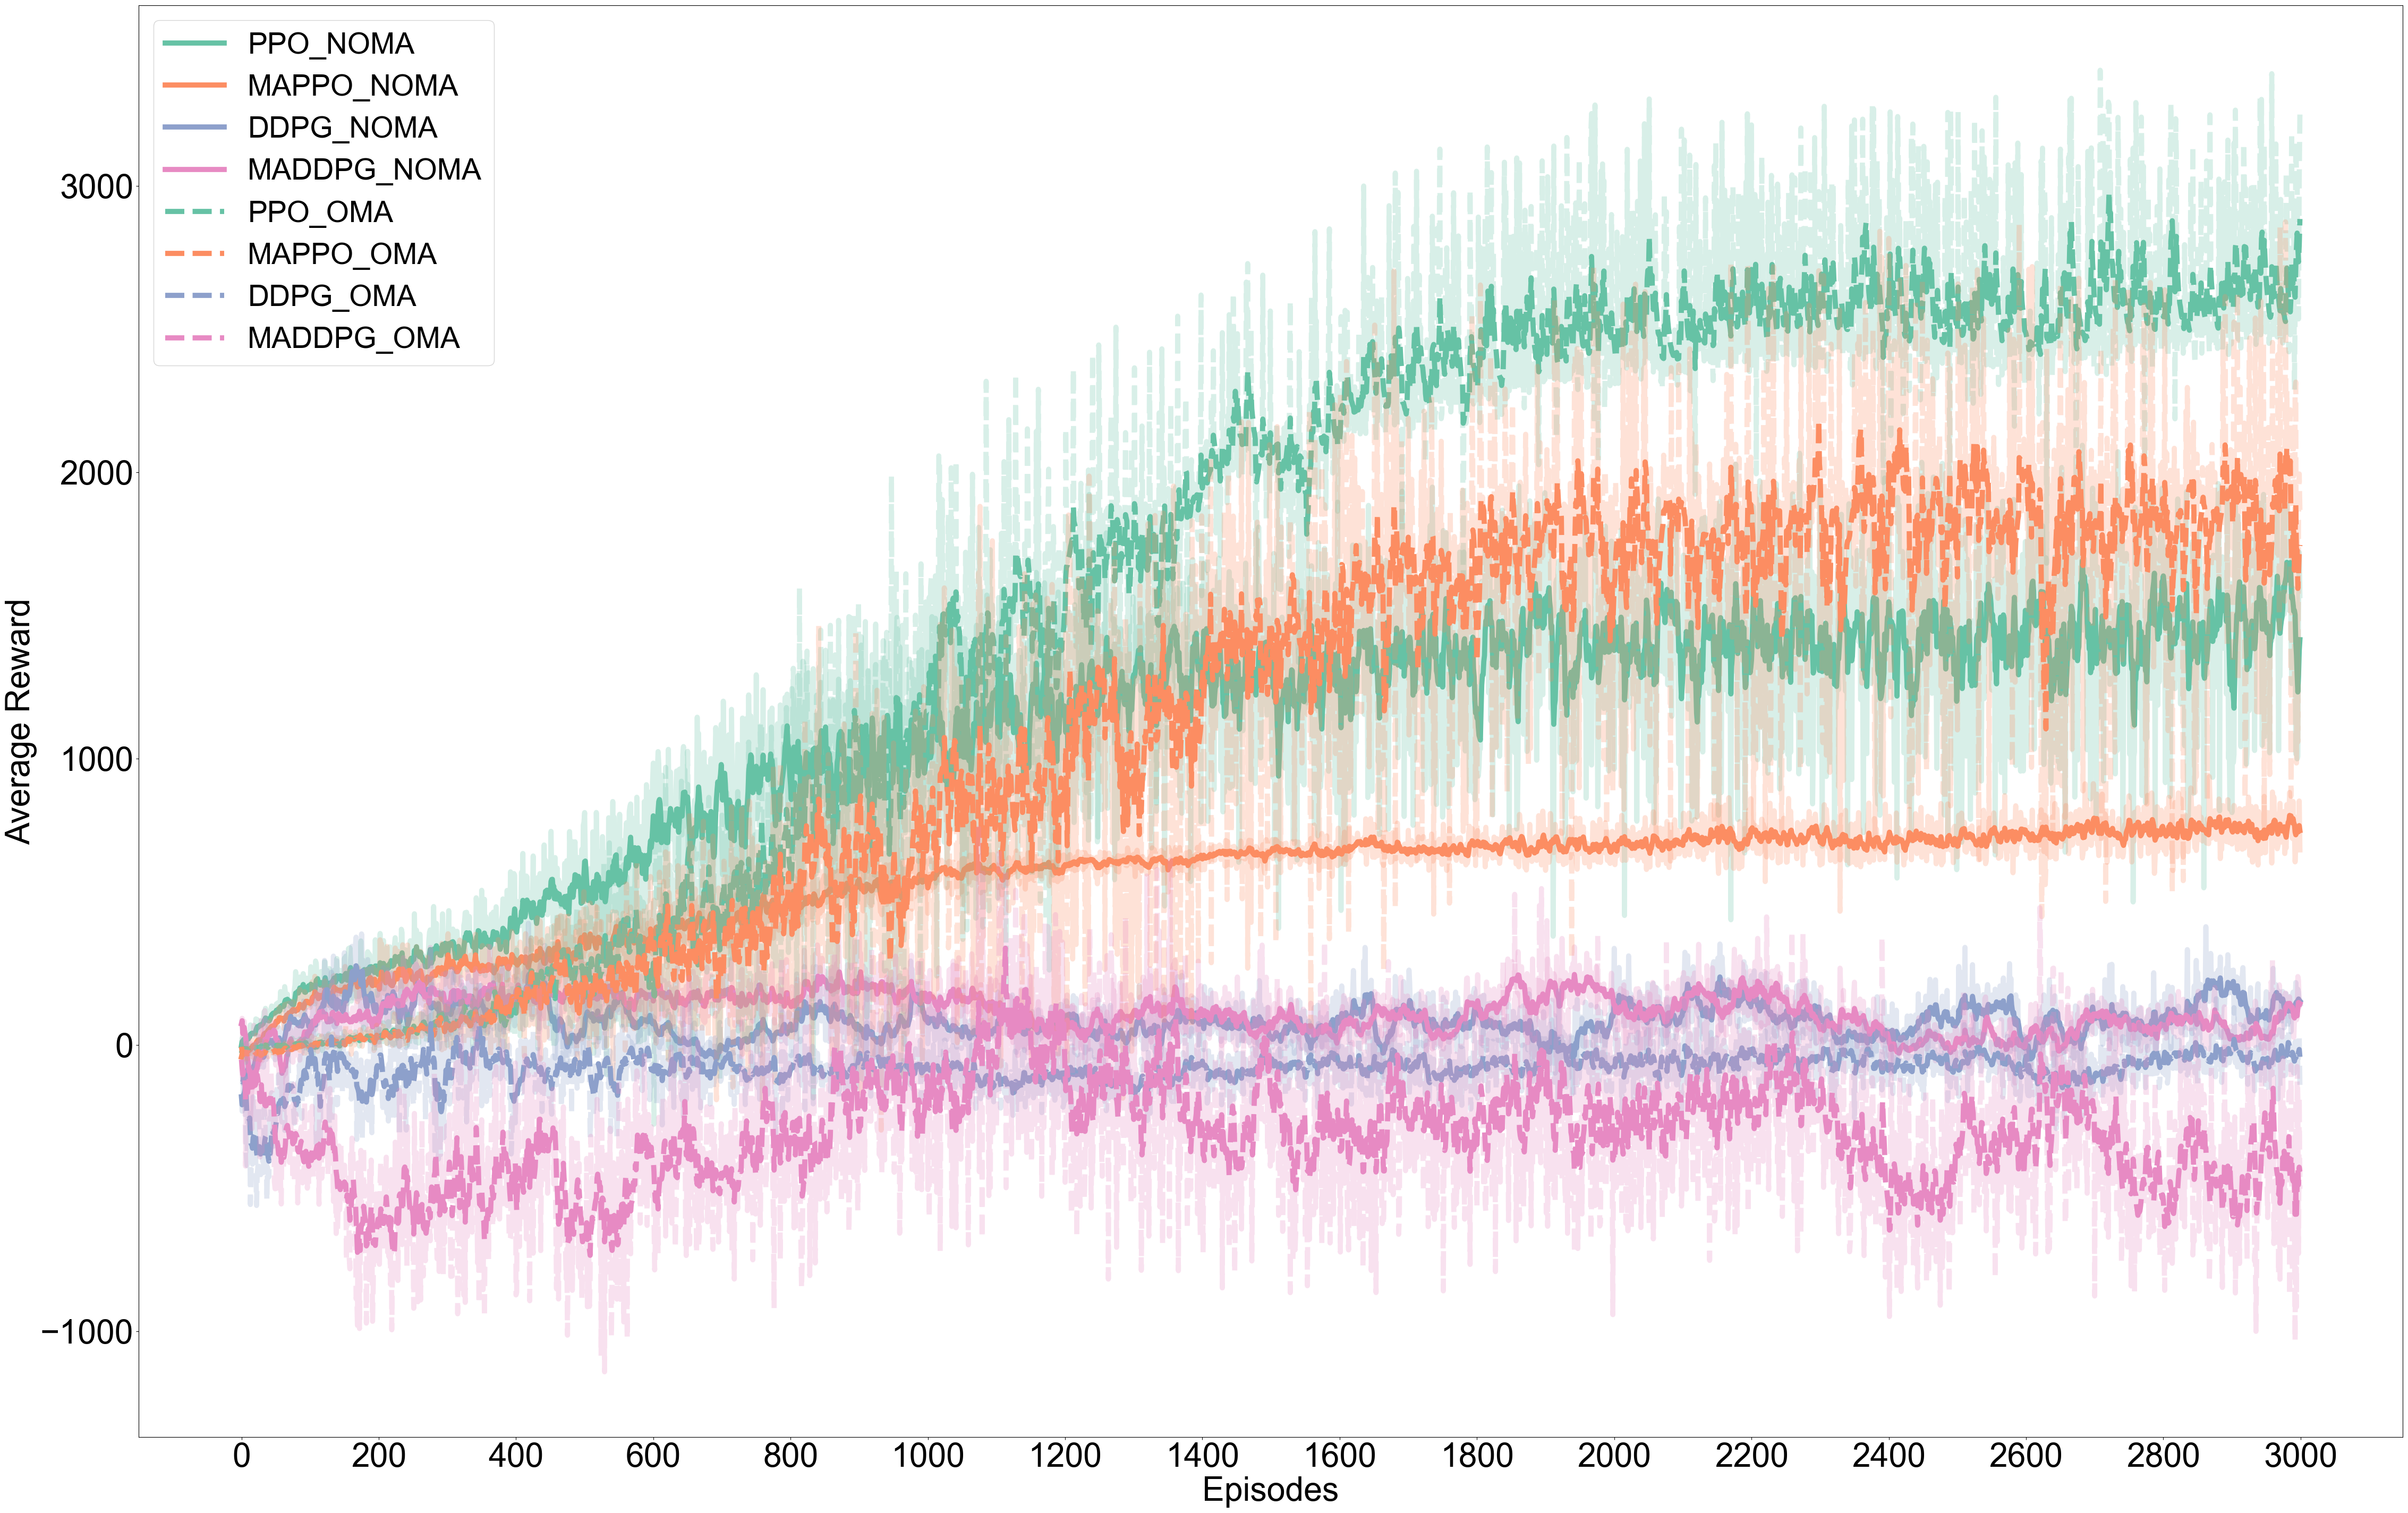 PPO_NOMA
MAPPO_NOMA
DDPG_NOMA
MADDPG_NOMA
PPO_OMA
MAPPO_OMA
DDPG_OMA
MADDPG_OMA
3000
2000
1000
0
−1000
Average Reward
0 200 400 600 800 1000 1200 1400 1600 1800 2000 2200 2400 2600 2800 3000
Episodes